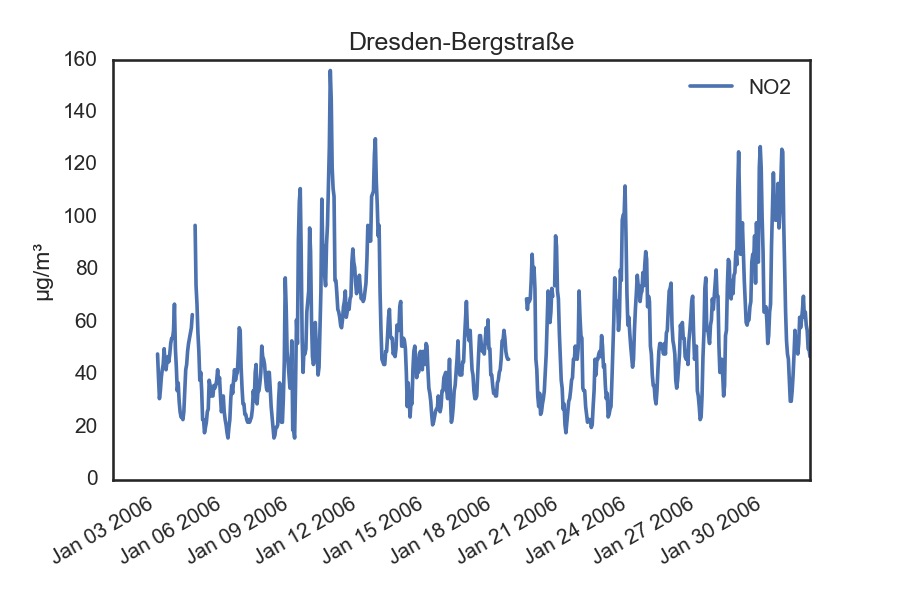 Dresden-Bergstraße
NO2
µg/m³
160
140
120
100
80
60
40
20
0
Jan 03 2006
Jan 06 2006
Jan 09 2006
Jan 12 2006
Jan 15 2006
Jan 18 2006
Jan 21 2006
Jan 24 2006
Jan 27 2006
Jan 30 2006